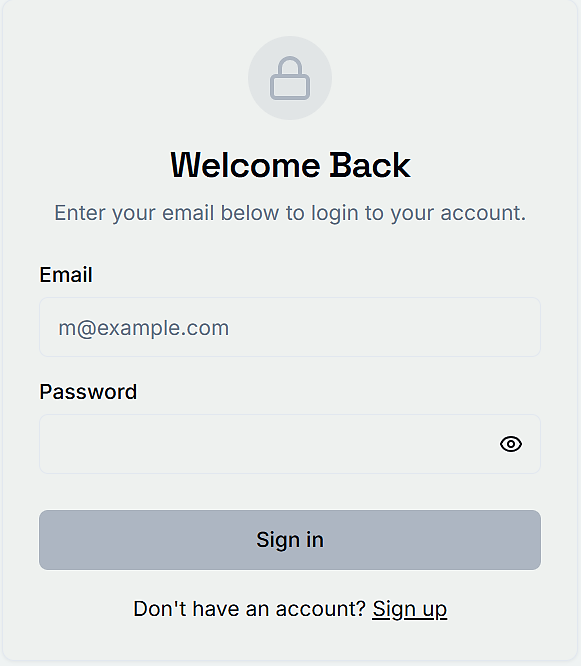 Welcome Back
Enter your email below to login to your account.
Email
m@example.com
Password
Sign in
Don't have an account? Sign up